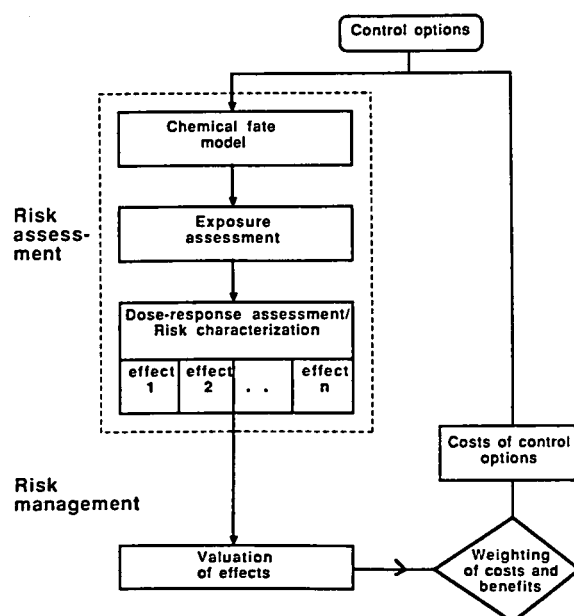 Control options
Chemical fate
model
Exposure
assessment
Risk
assess-
ment
Dose-response assessment/
Risk characterization
effect effect effect
1 2 . . n
Costs of control
options
Risk
management
Valuation
of effects
Weighting
of costs and
benefits